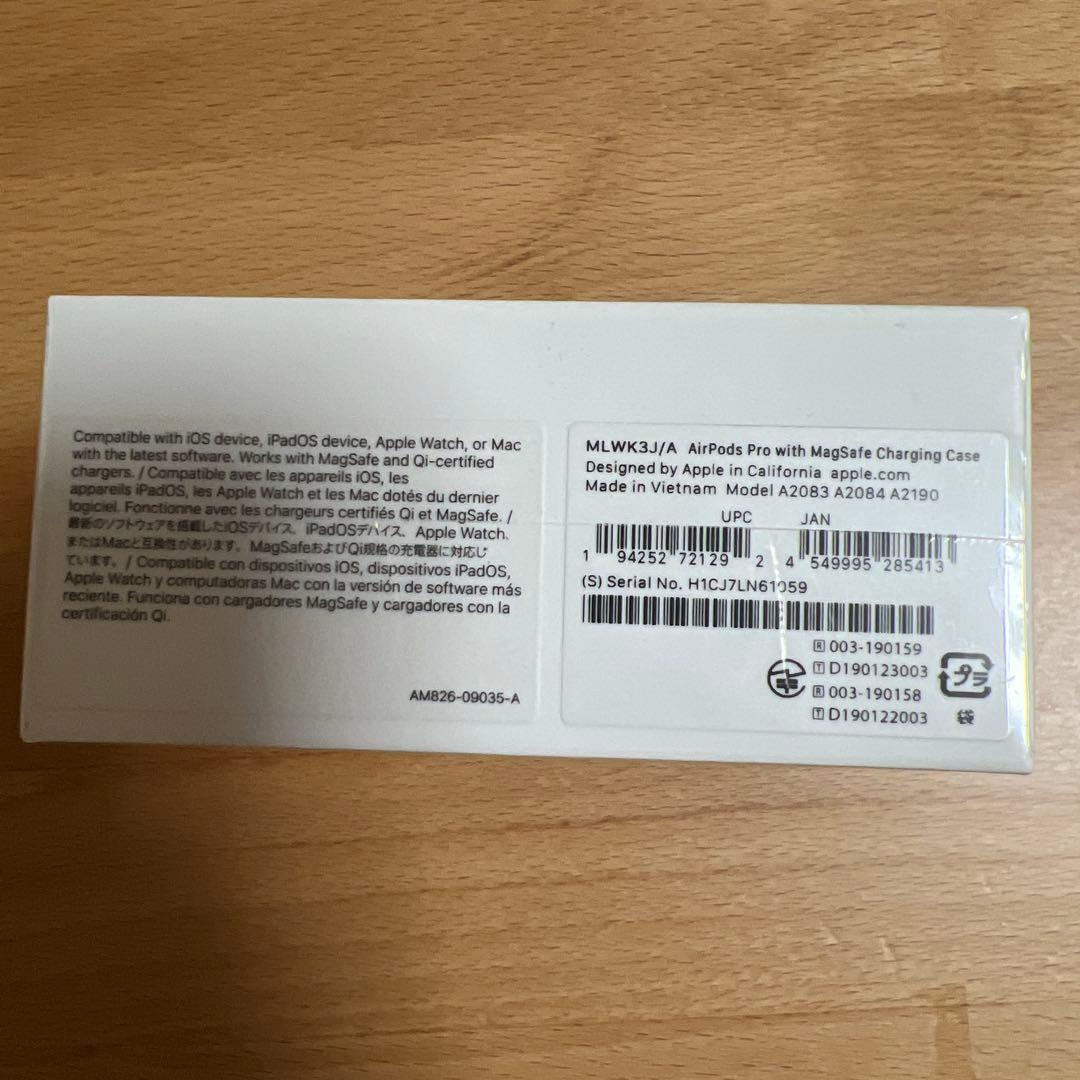 Compatible with iOS device, iPadOS device, Apple Watch, or Mac
with the latest software. Works with MagSafe and Qi-certified
chargers. / Compatible avec les appareils iOS, les
appareils iPadOS, les Apple Watch et les Mac dotés du dernier
logiciel. Fonctionne avec les chargeurs certifiés Qi et MagSafe. /
最新のソフトウェアを搭載したiOSデバイス、iPadOSデバイス、Apple Watch、
またはMacと互換性があります。MagSafeおよびQi規格の充電器に対応し
ています。/ Compatible con dispositivos iOS, dispositivos iPadOS,
Apple Watch y computadoras Mac con la versión de software más
reciente. Funciona con cargadores MagSafe y cargadores con la
certificación Qi.
AM826-09035-A
MLWK3J/A AirPods Pro with MagSafe Charging Case
Designed by Apple in California apple.com
Made in Vietnam Model A2083 A2084 A2190
UPC JAN
1 94252 72129 2 4 549995 285413
(S) Serial No. H1CJ7LN61059
R 003-190159
T D190123003
R 003-190158
T D190122003
プラ
袋